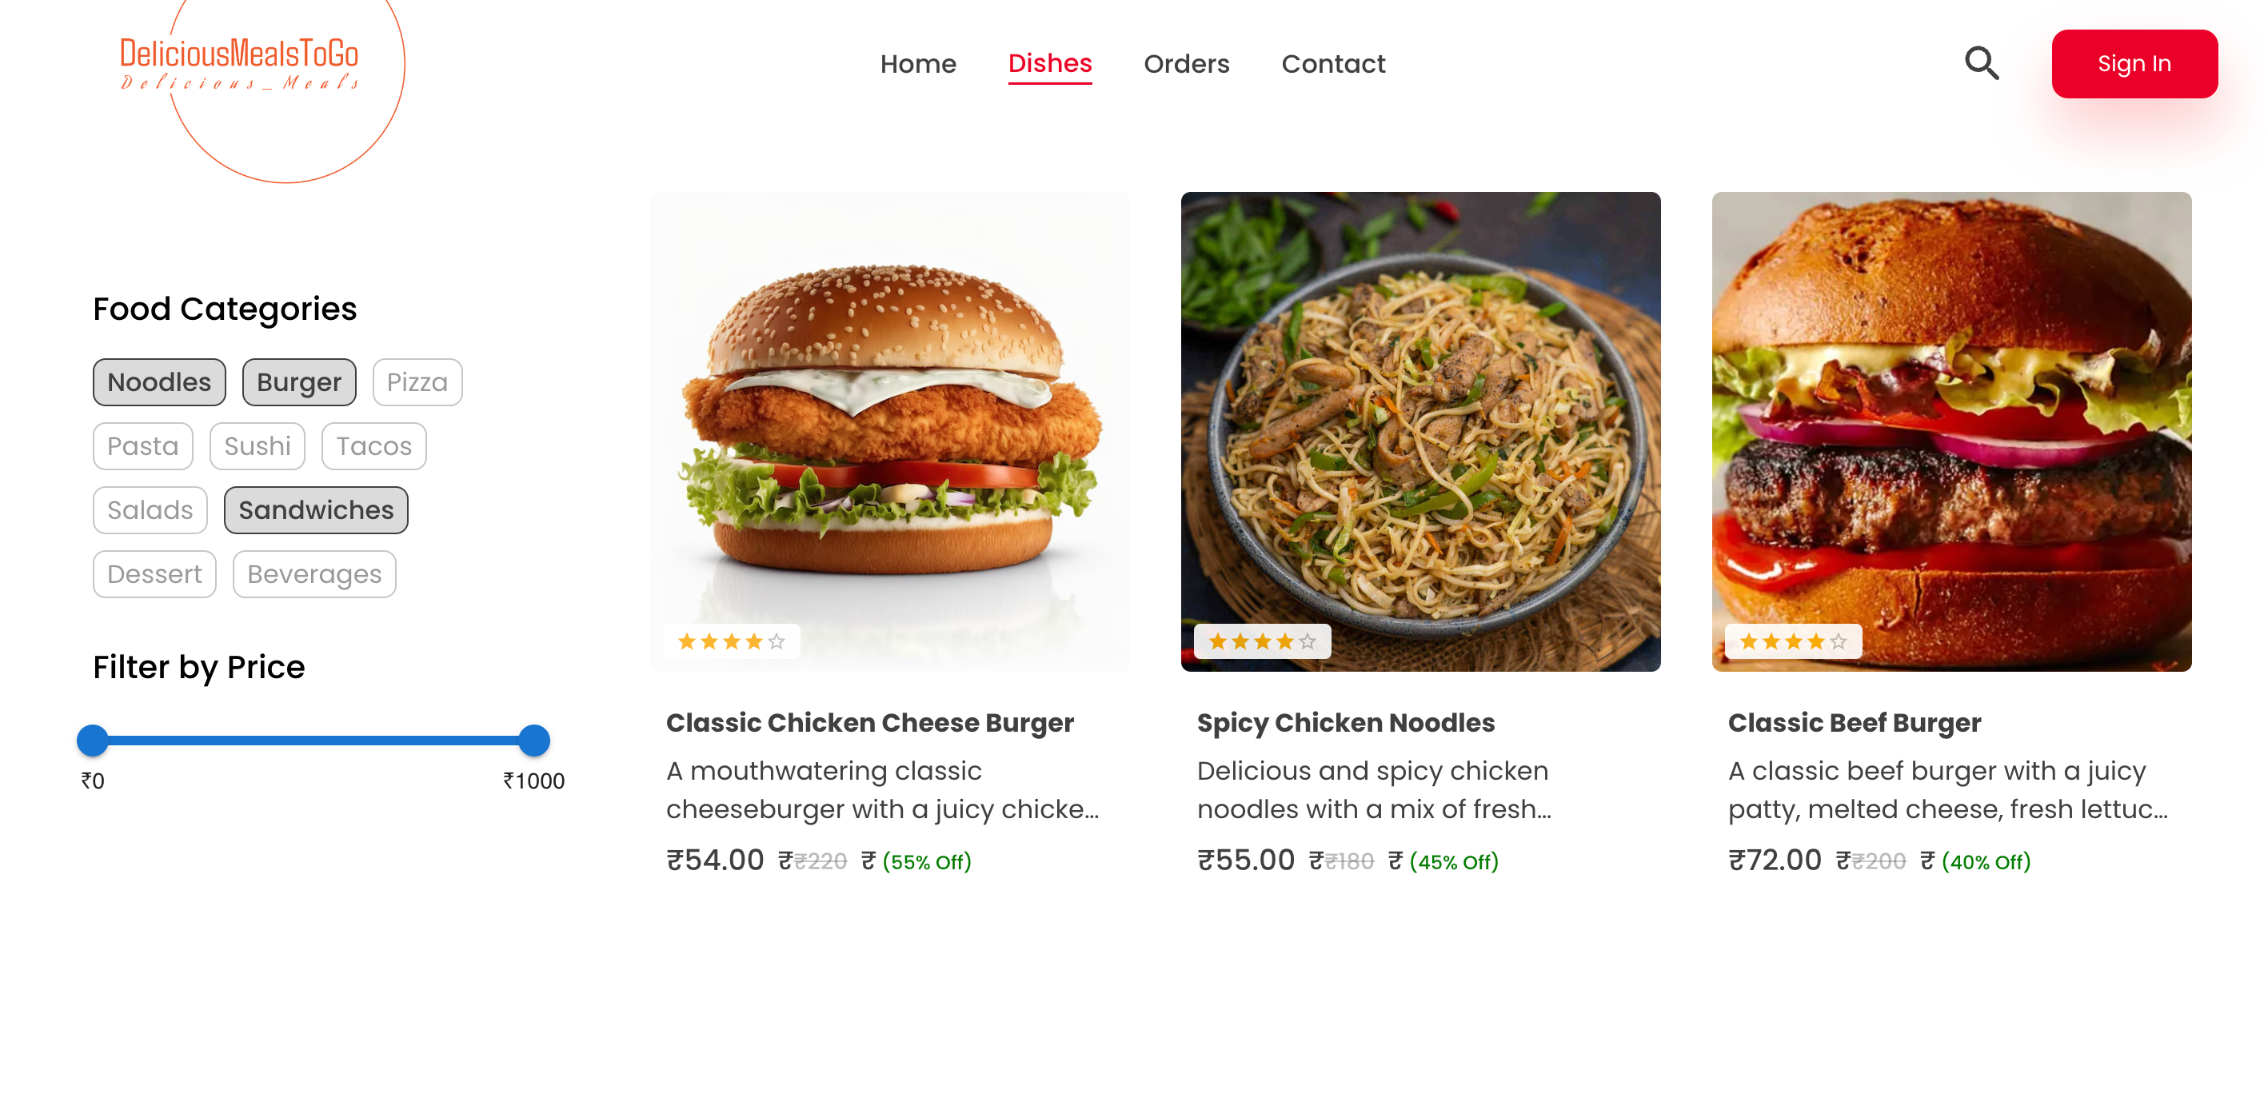 DeliciousMealsToGo
Delicious_Meals
Home Dishes Orders Contact
Sign In
Food Categories
Noodles Burger Pizza
Pasta Sushi Tacos
Salads Sandwiches
Dessert Beverages
Filter by Price
₹0 ₹1000
Classic Chicken Cheese Burger
A mouthwatering classic
cheeseburger with a juicy chicke...
₹54.00 ₹₹220 ₹ (55% Off)
Spicy Chicken Noodles
Delicious and spicy chicken
noodles with a mix of fresh...
₹55.00 ₹₹180 ₹ (45% Off)
Classic Beef Burger
A classic beef burger with a juicy
patty, melted cheese, fresh lettuc...
₹72.00 ₹₹200 ₹ (40% Off)